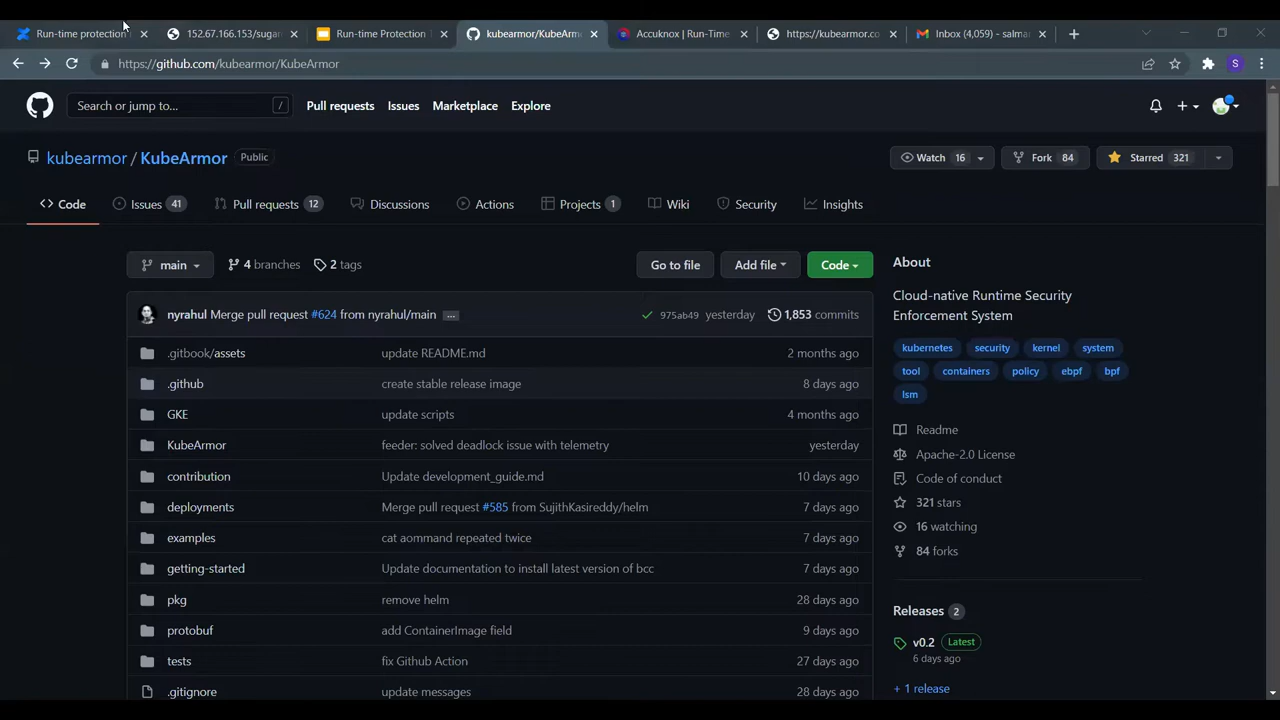 Run-time protection
152.67.166.153/sugar
Run-time Protection
kubearmor/KubeArm
Accuknox | Run-Time
https://kubearmor.co
Inbox (4,059) - salmar
https://github.com/kubearmor/KubeArmor
S
Search or jump to...
/
Pull requests
Issues
Marketplace
Explore
kubearmor / KubeArmor
Public
Watch 16
Fork 84
Starred 321
Code
Issues 41
Pull requests 12
Discussions
Actions
Projects 1
Wiki
Security
Insights
main
4 branches
2 tags
Go to file
Add file
Code
nyrahul Merge pull request #624 from nyrahul/main ...
975ab49 yesterday
1,853 commits
.gitbook/assets update README.md 2 months ago
.github create stable release image 8 days ago
GKE update scripts 4 months ago
KubeArmor feeder: solved deadlock issue with telemetry yesterday
contribution Update development_guide.md 10 days ago
deployments Merge pull request #585 from SujithKasireddy/helm 7 days ago
examples cat aommand repeated twice 7 days ago
getting-started Update documentation to install latest version of bcc 7 days ago
pkg remove helm 28 days ago
protobuf add ContainerImage field 9 days ago
tests fix Github Action 27 days ago
.gitignore update messages 28 days ago
About
Cloud-native Runtime Security
Enforcement System
kubernetes security kernel system
tool containers policy ebpf bpf
lsm
Readme
Apache-2.0 License
Code of conduct
321 stars
16 watching
84 forks
Releases 2
v0.2 Latest
6 days ago
+ 1 release